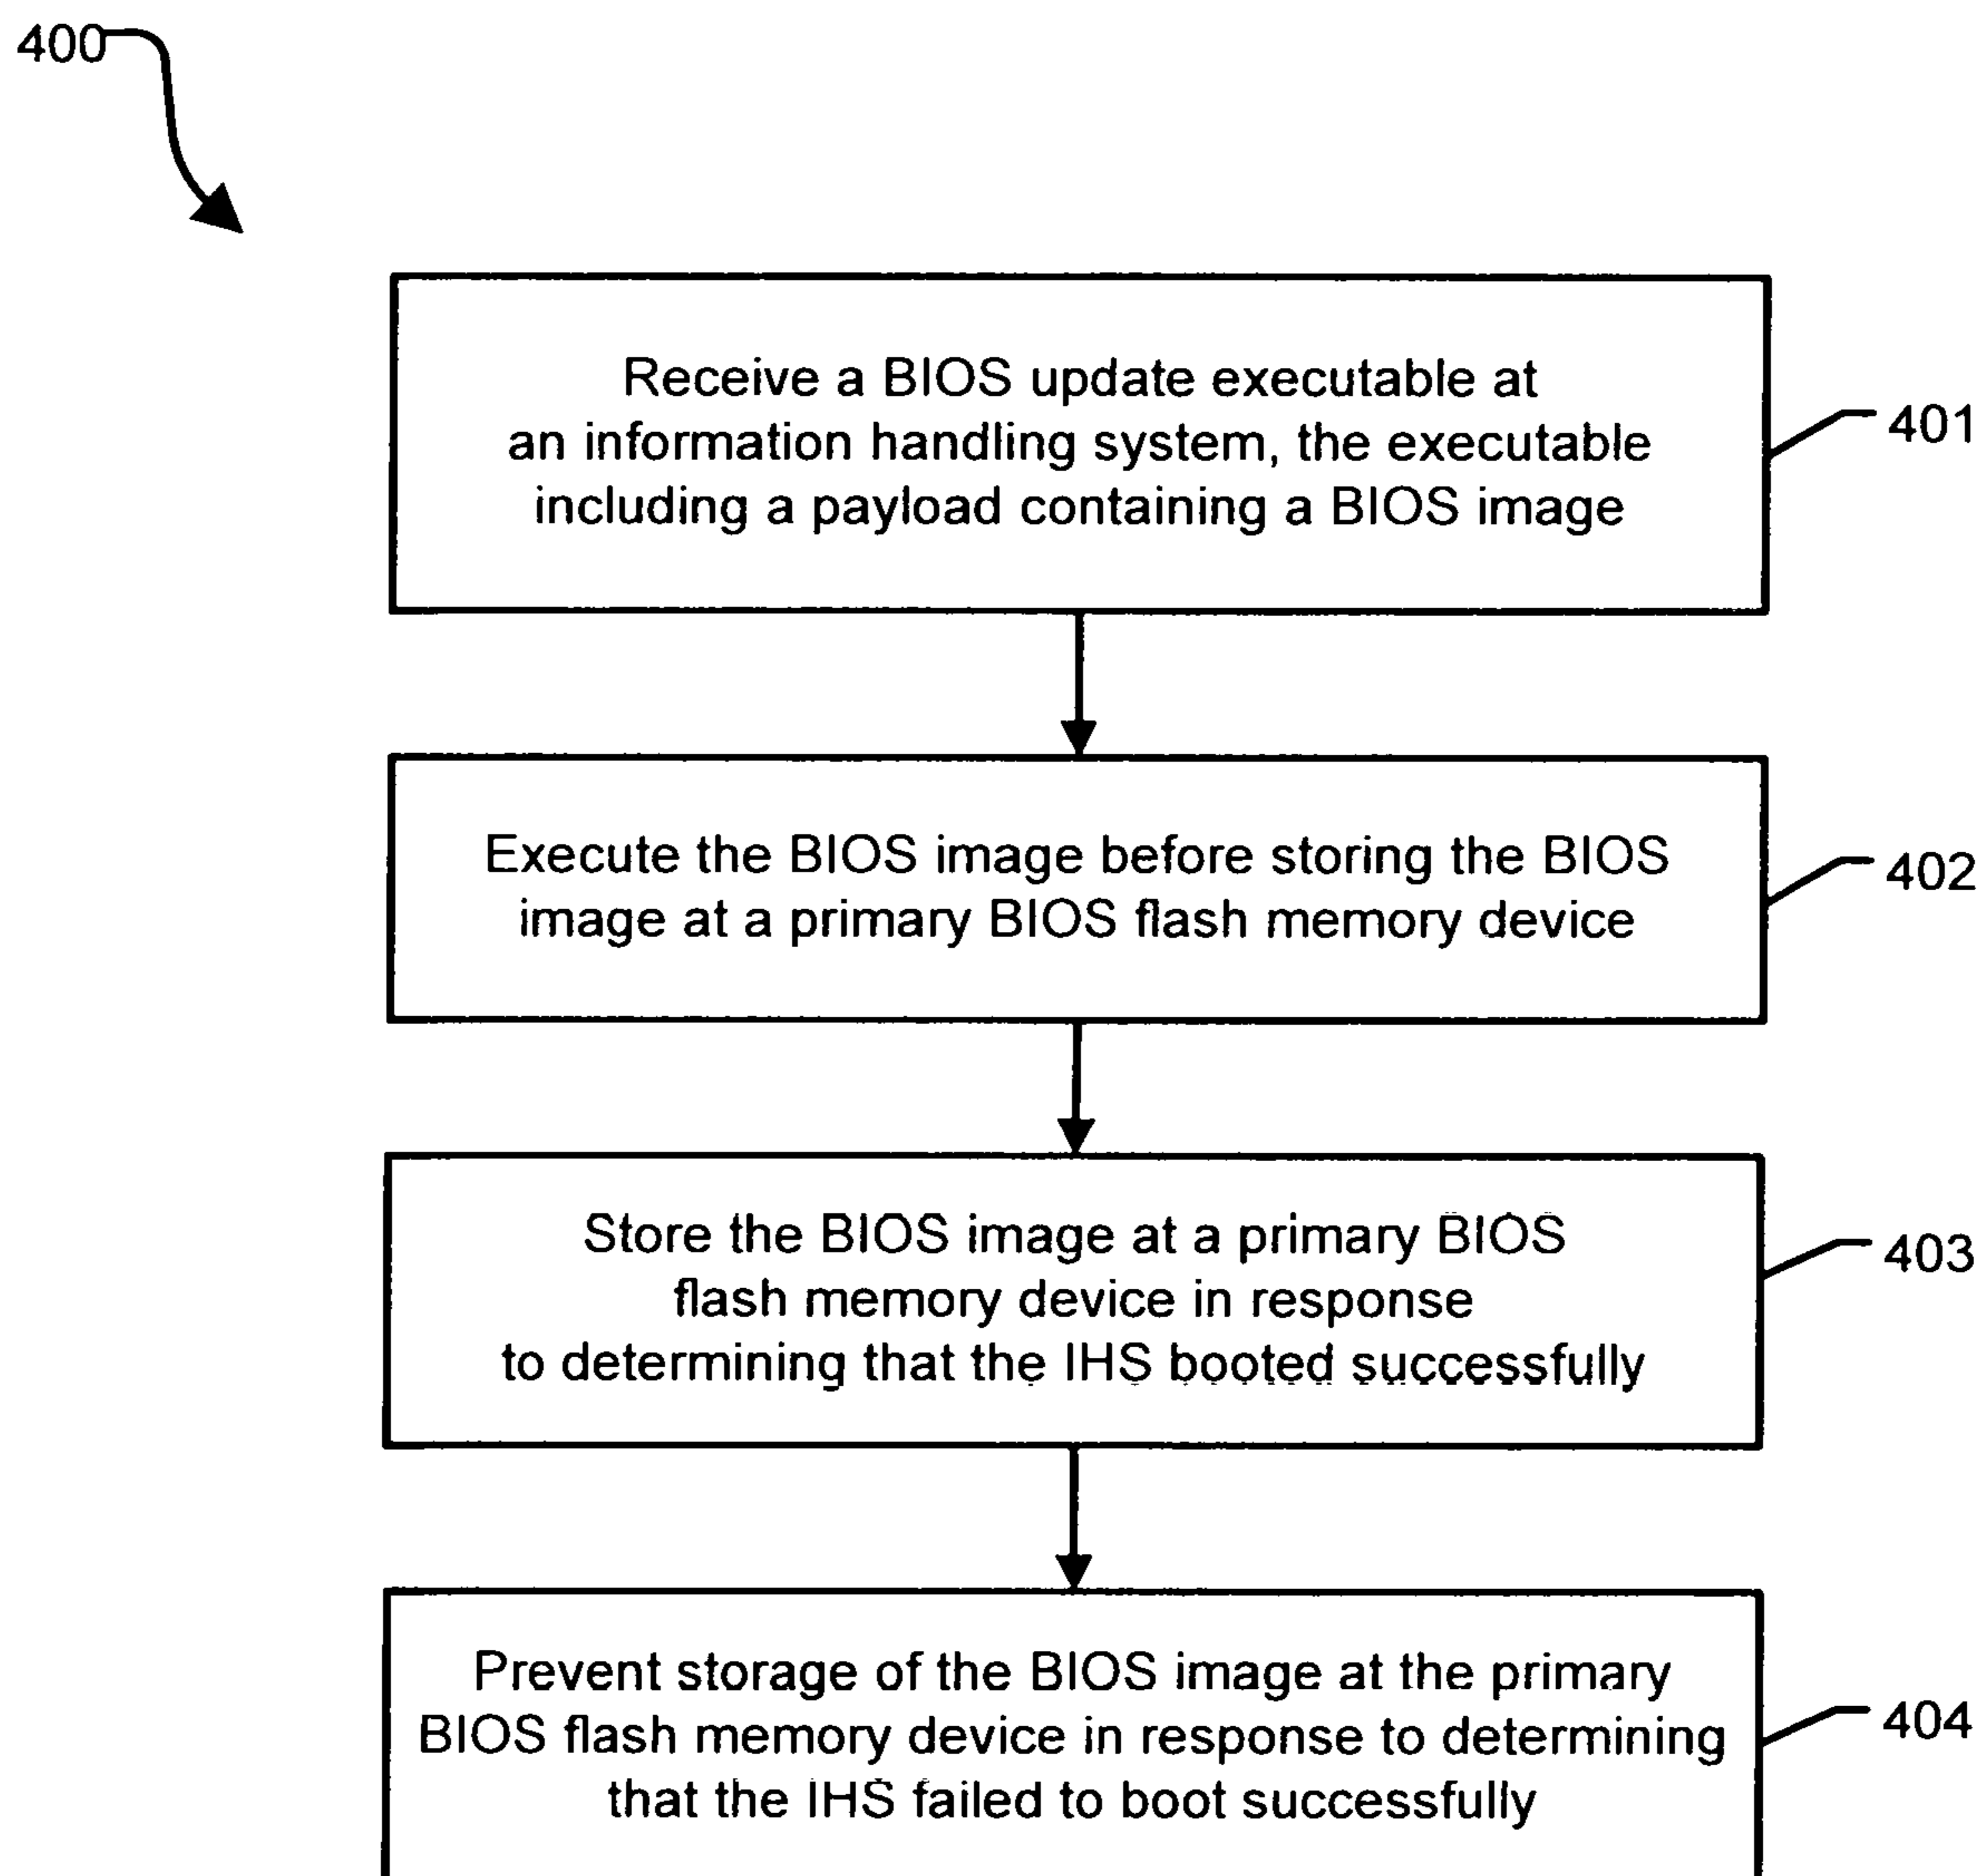 400
Receive a BIOS update executable at
an information handling system, the executable
including a payload containing a BIOS image
401
Execute the BIOS image before storing the BIOS
image at a primary BIOS flash memory device
402
Store the BIOS image at a primary BIOS
flash memory device in response
to determining that the IHS booted successfully
403
Prevent storage of the BIOS image at the primary
BIOS flash memory device in response to determining
that the IHS failed to boot successfully
404